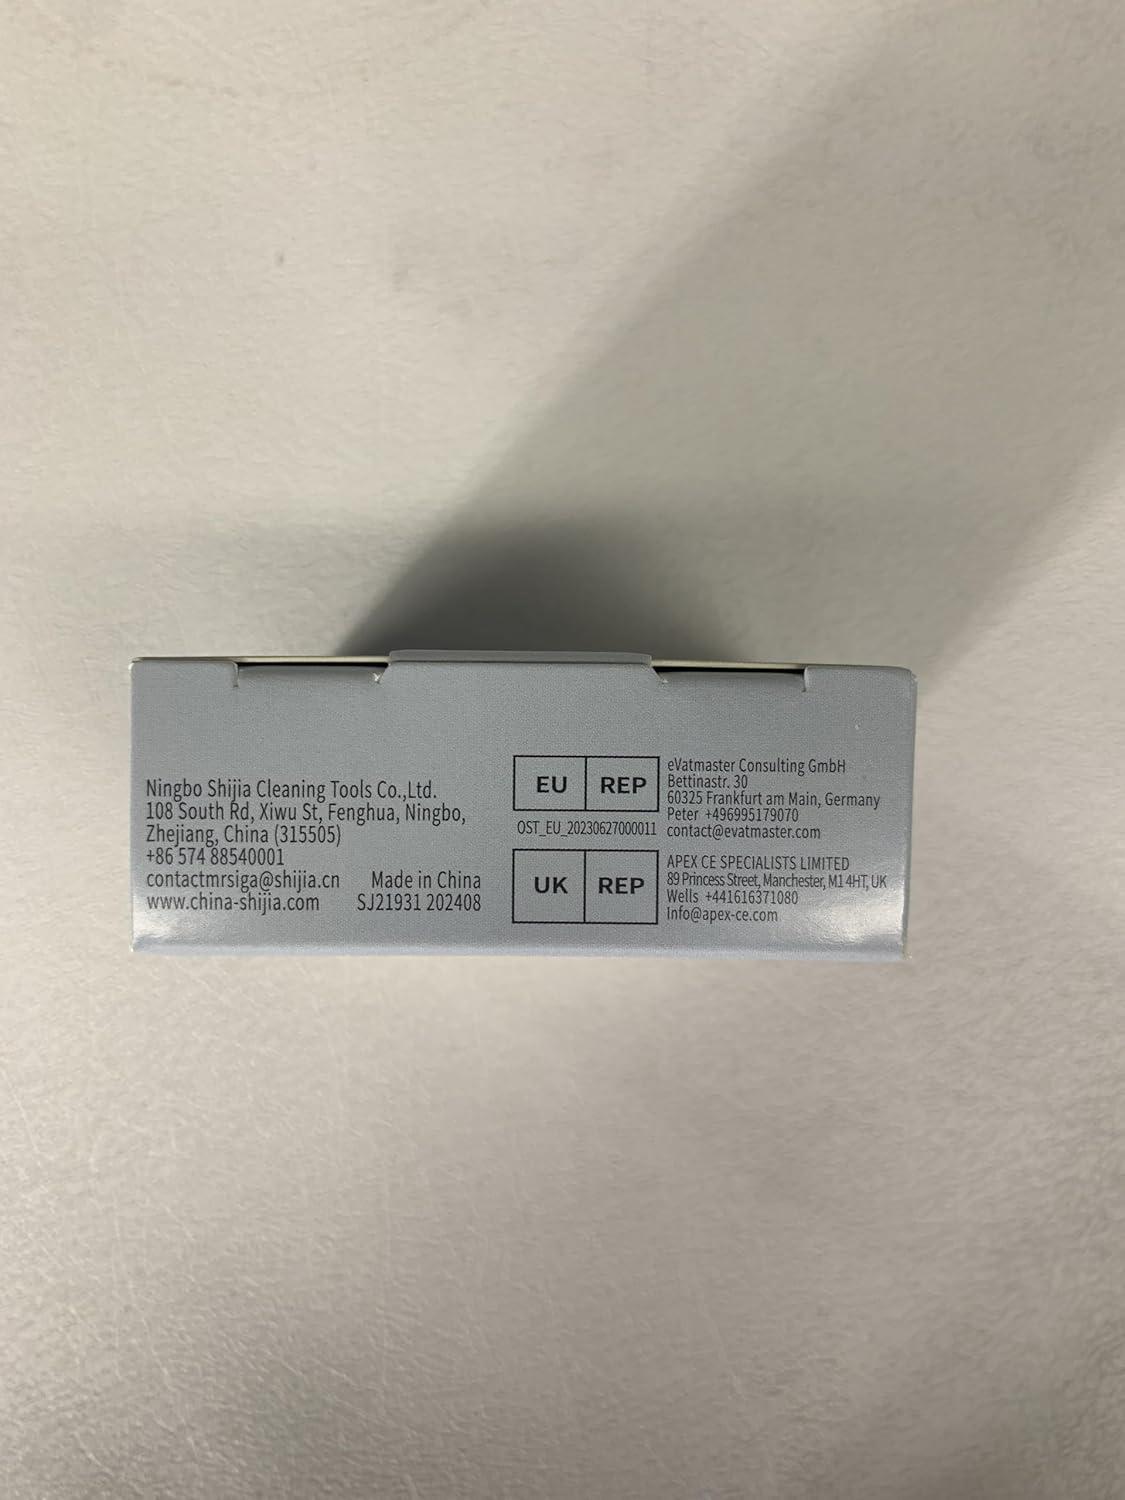 Ningbo Shijia Cleaning Tools Co.,Ltd.
108 South Rd, Xiwu St, Fenghua, Ningbo,
Zhejiang, China (315505)
+86 574 88540001
contactmrsiga@shijia.cn
www.china-shijia.com
Made in China
SJ21931 202408
EU REP
OST_EU_20230627000011
eVatmaster Consulting GmbH
Bettinastr. 30
60325 Frankfurt am Main, Germany
Peter +496995179070
contact@evatmaster.com
UK REP
APEX CE SPECIALISTS LIMITED
89 Princess Street, Manchester, M1 4HT, UK
Wells +441616371080
Info@apex-ce.com